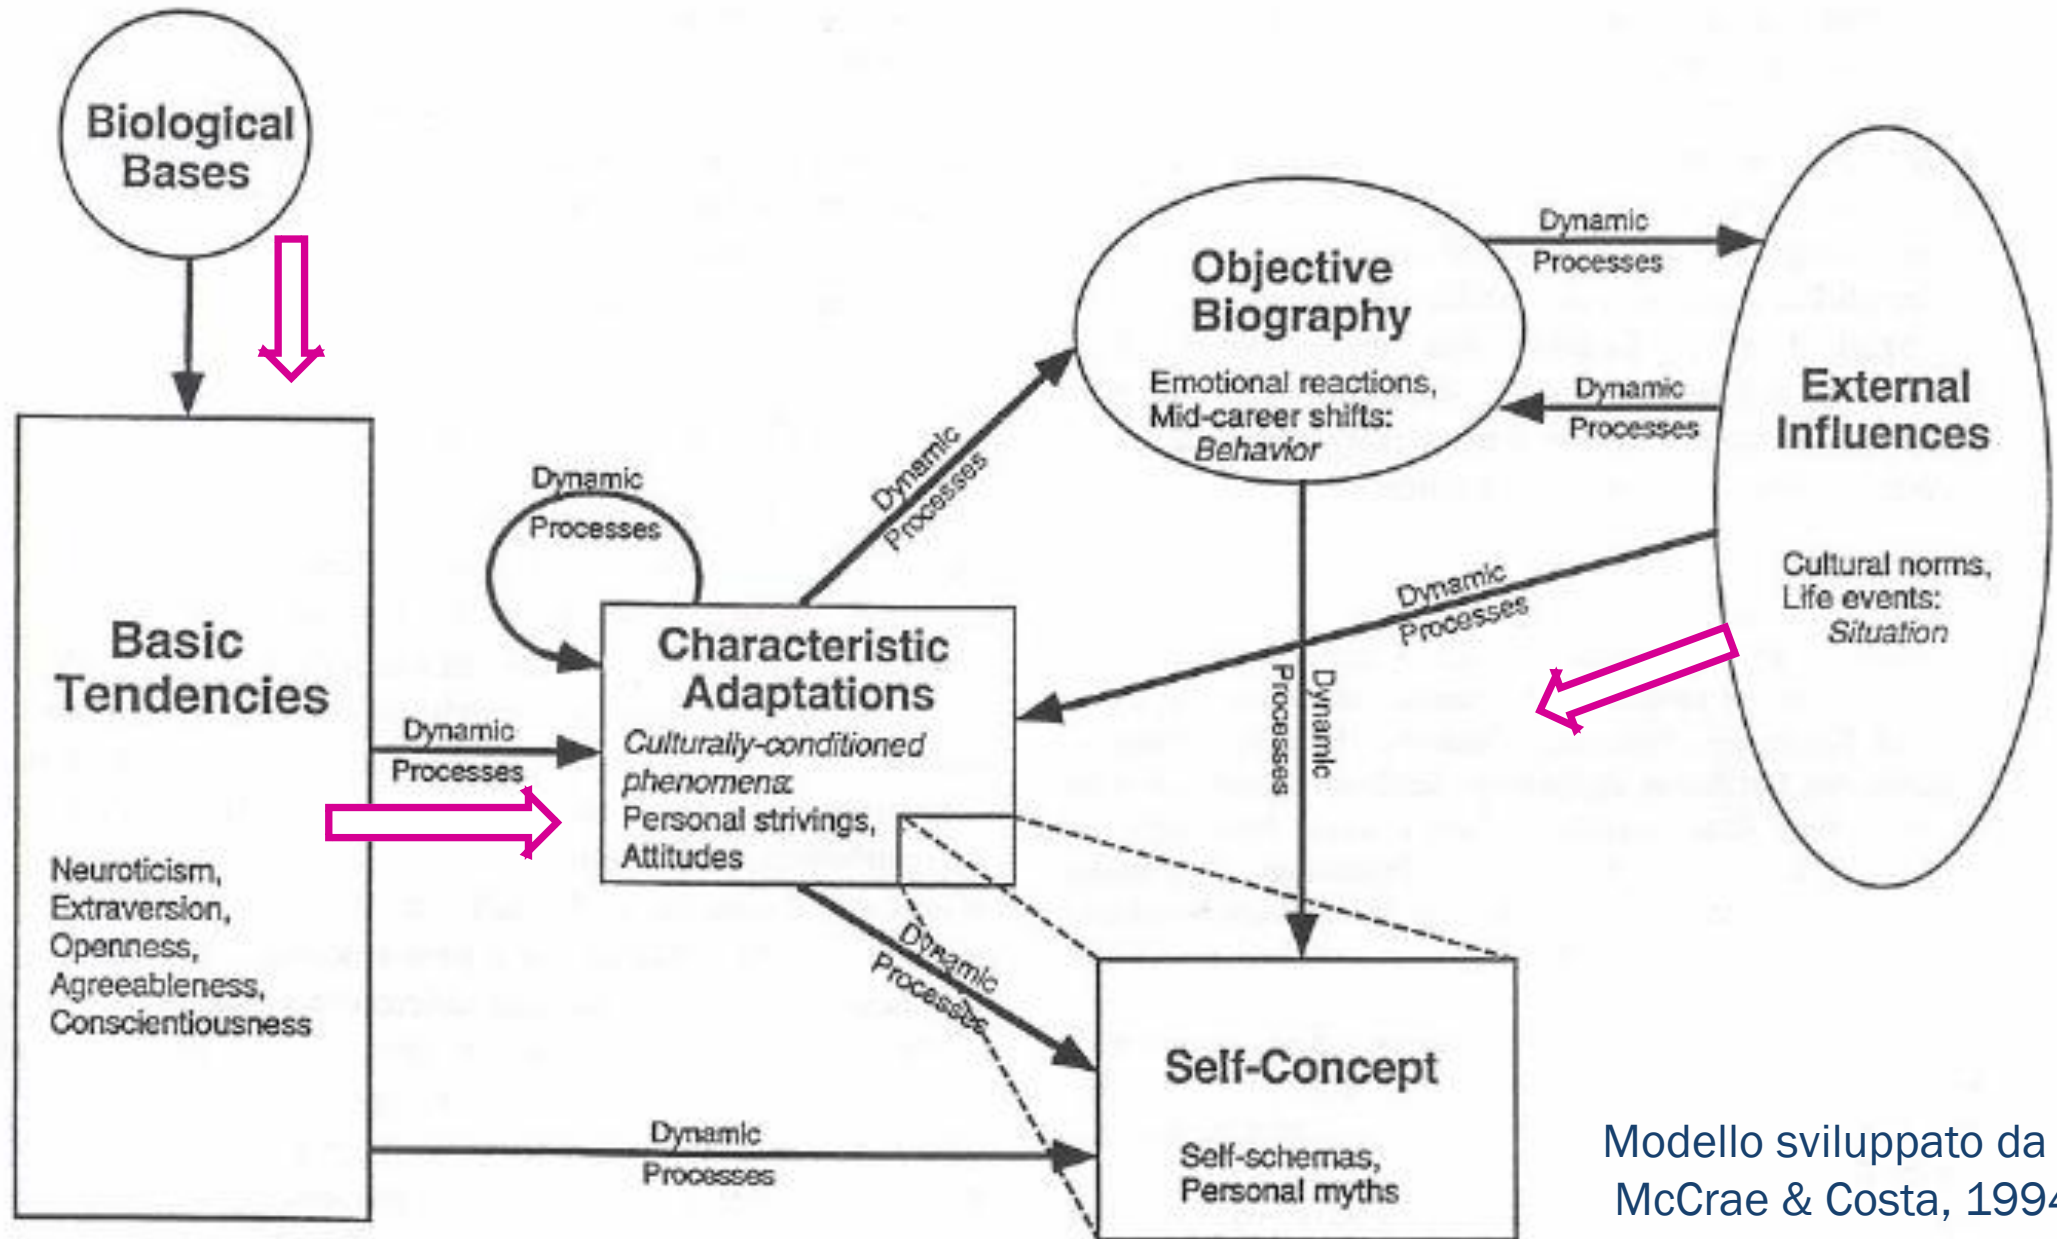 Biological
Bases
Basic
Tendencies
Neuroticism,
Extraversion,
Openness,
Agreeableness,
Conscientiousness
Dynamic
Processes
Dynamic
Processes
Characteristic
Adaptations
Culturally-conditioned
phenomena:
Personal strivings,
Attitudes
Dynamic
Processes
Objective
Biography
Emotional reactions,
Mid-career shifts:
Behavior
Dynamic
Processes
Dynamic
Processes
External
Influences
Cultural norms,
Life events:
Situation
Dynamic
Processes
Dynamic
Processes
Dynamic
Processes
Dynamic
Processes
Self-Concept
Self-schemas,
Personal myths
Modello sviluppato da
McCrae & Costa, 1994